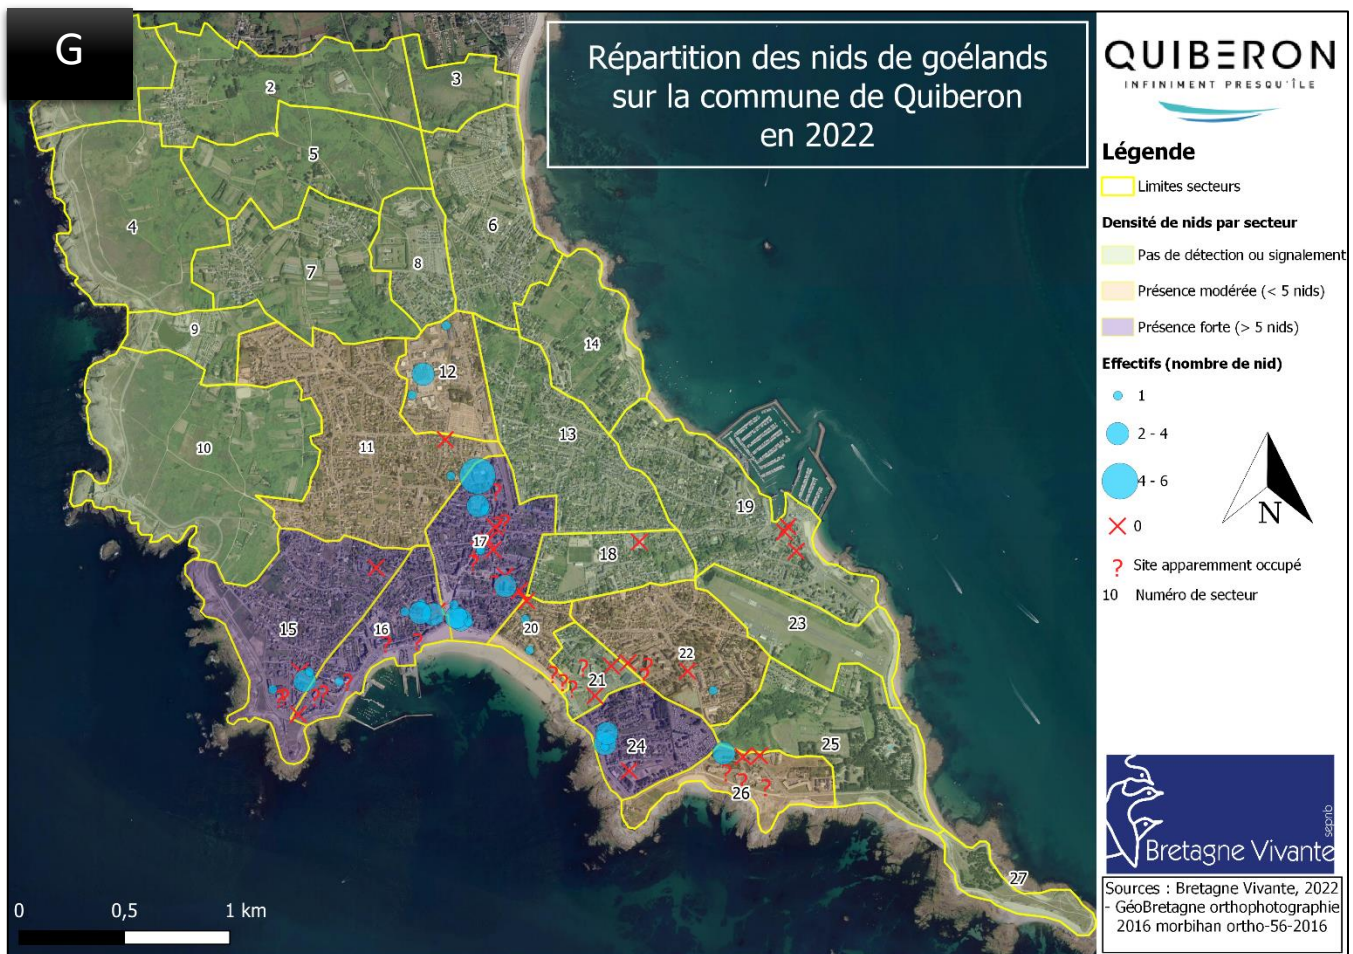 G
Répartition des nids de goélands
sur la commune de Quiberon
en 2022
QUIBERON
INFINIMENT PRESQU'ÎLE
Légende
Limites secteurs
Densité de nids par secteur
Pas de détection ou signalement
Présence modérée (< 5 nids)
Présence forte (> 5 nids)
Effectifs (nombre de nid)
1
2 - 4
4 - 6
0
? Site apparemment occupé
10 Numéro de secteur
N
2
3
5
4
6
7
8
9
14
12
10
11
13
19
17
18
15
16
20
22
23
21
24
25
26
27
0 0,5 1 km
sepnb
Bretagne Vivante
Sources : Bretagne Vivante, 2022
- GéoBretagne orthophotographie
2016 morbihan ortho-56-2016